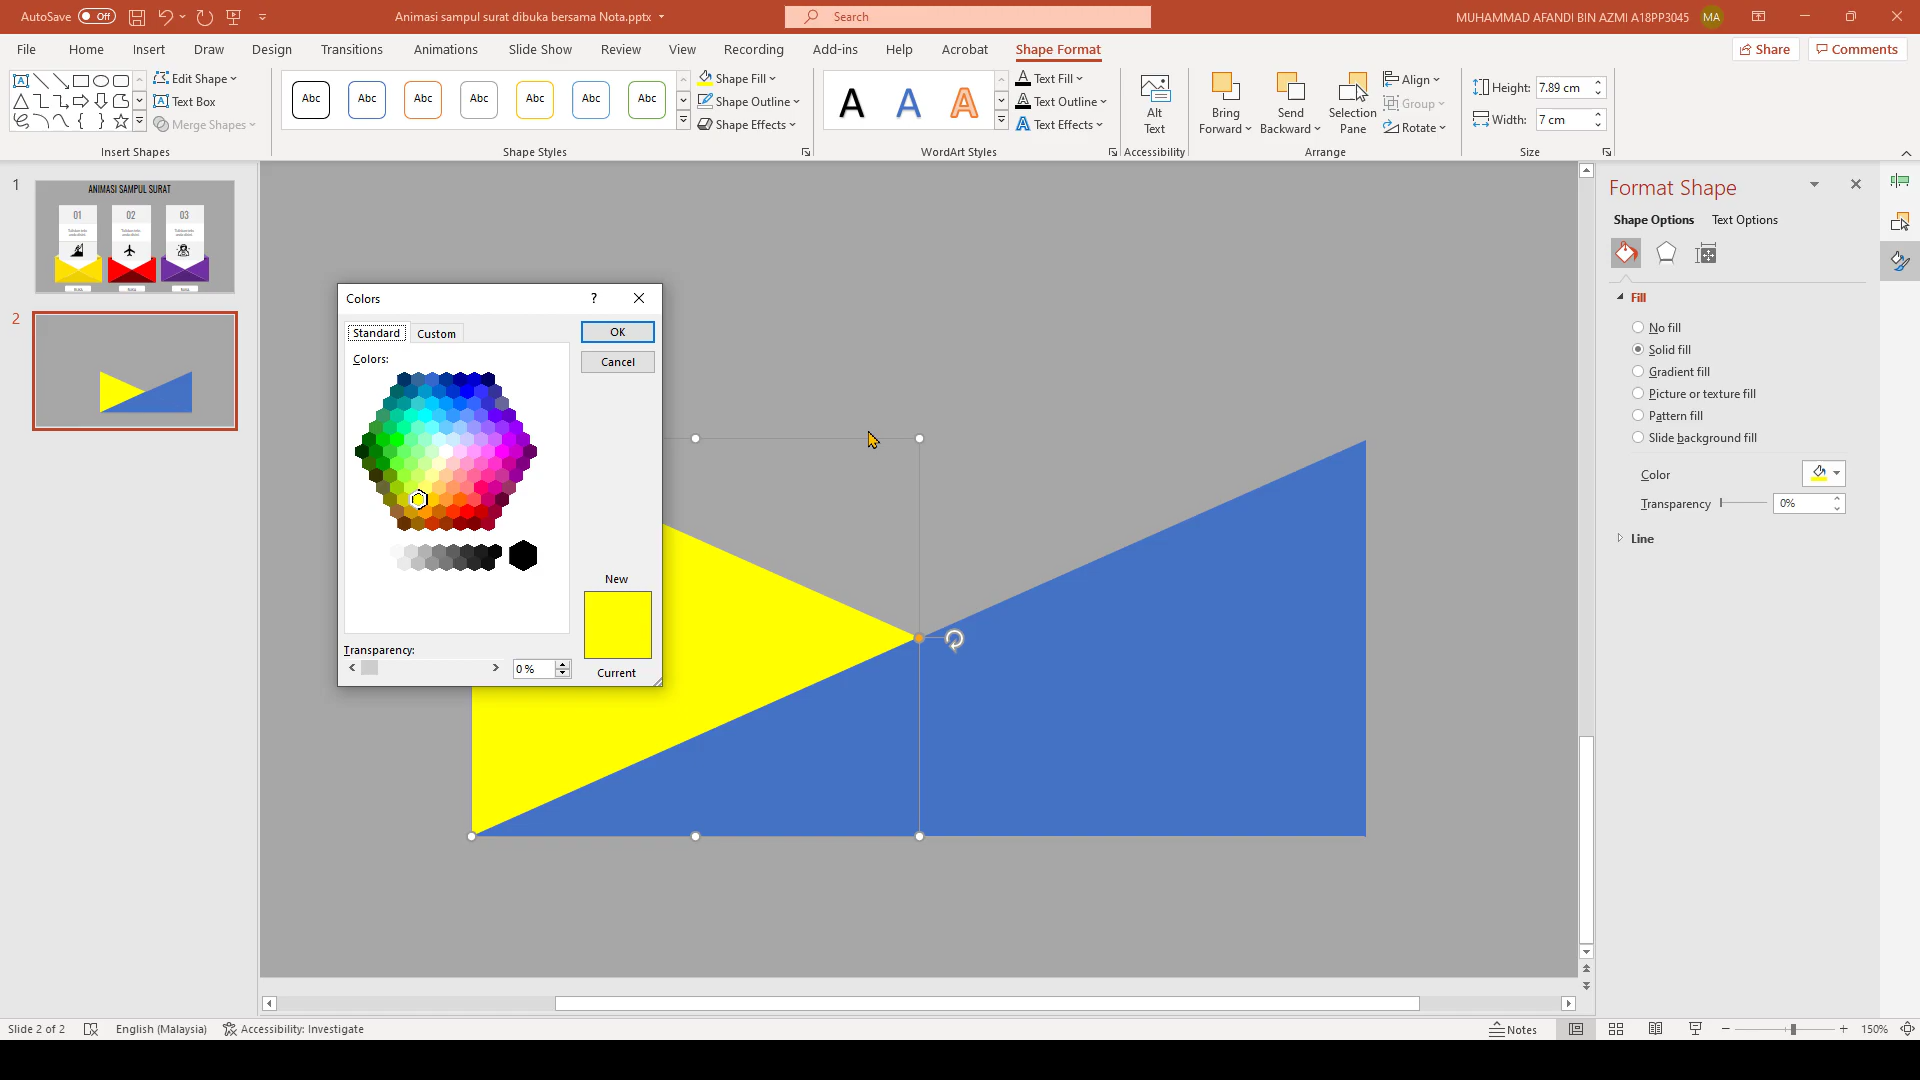 AutoSave Off Animasi sampul surat dibuka bersama Nota.pptx Search MUHAMMAD AFANDI BIN AZMI A18PP3045 MA
File Home Insert Draw Design Transitions Animations Slide Show Review View Recording Add-ins Help Acrobat Shape Format Share Comments
Edit Shape
Text Box
Merge Shapes
Insert Shapes
Abc Abc Abc Abc Abc Abc Abc
Shape Fill
Shape Outline
Shape Effects
Shape Styles
A A A
Text Fill
Text Outline
Text Effects
WordArt Styles
Alt
Text
Accessibility
Bring
Forward
Send
Backward
Selection
Pane
Align
Group
Rotate
Arrange
Height: 7.89 cm
Width: 7 cm
Size
1
ANIMASI SAMPUL SURAT
01 02 03
2
Colors
?
Standard Custom
OK
Cancel
Colors:
New
Current
Transparency:
0 %
Format Shape
Shape Options Text Options
Fill
No fill
Solid fill
Gradient fill
Picture or texture fill
Pattern fill
Slide background fill
Color
Transparency 0%
Line
Slide 2 of 2 English (Malaysia) Accessibility: Investigate Notes 150%